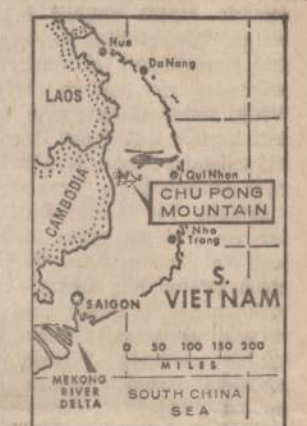 Hue
Da Nang
LAOS
CAMBODIA
Qui Nhon
CHU PONG
MOUNTAIN
Nha
Trang
S.
VIET NAM
SAIGON
0 50 100 150 200
MILES
MEKONG
RIVER
DELTA
SOUTH CHINA
SEA